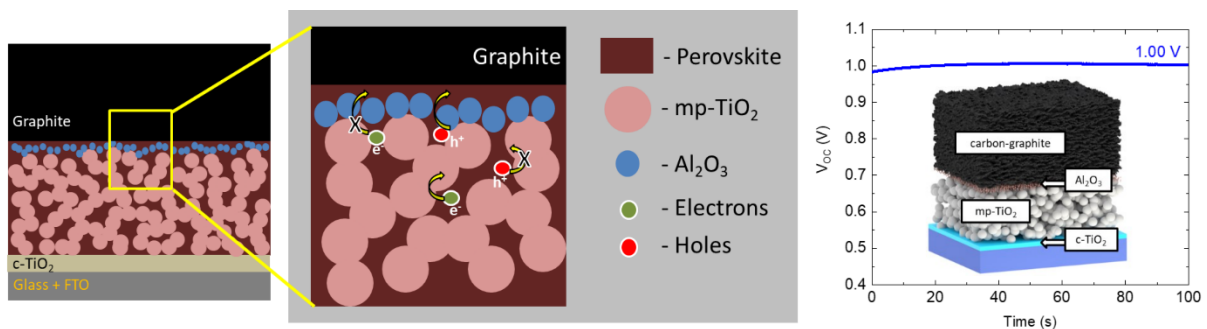 Graphite
c-TiO₂
Glass + FTO
Graphite
X
e⁻
h⁺
X
h⁺
e⁻
- Perovskite
- mp-TiO₂
- Al₂O₃
- Electrons
- Holes
1.00 V
1.1
1.0
0.9
0.8
0.7
0.6
0.5
0.4
V_OC (V)
carbon-graphite
Al₂O₃
mp-TiO₂
c-TiO₂
0 20 40 60 80 100
Time (s)